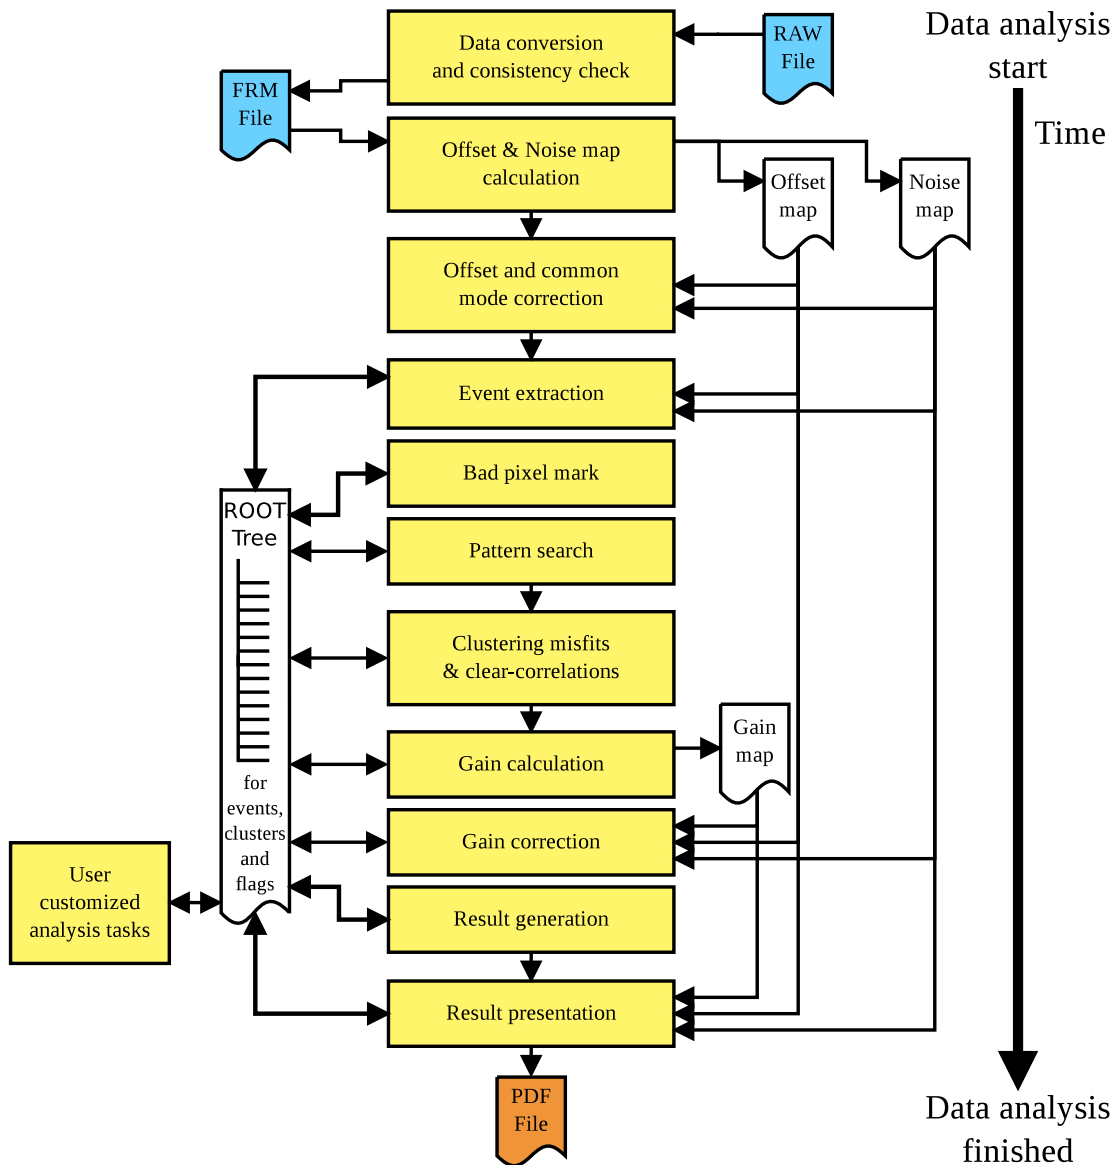 Data conversion
and consistency check
RAW
File
Data analysis
start
FRM
File
Time
Offset & Noise map
calculation
Offset
map
Noise
map
Offset and common
mode correction
Event extraction
Bad pixel mark
ROOT
Tree
Pattern search
Clustering misfits
& clear-correlations
Gain
map
Gain calculation
for
events,
clusters
and
flags
Gain correction
User
customized
analysis tasks
Result generation
Result presentation
PDF
File
Data analysis
finished